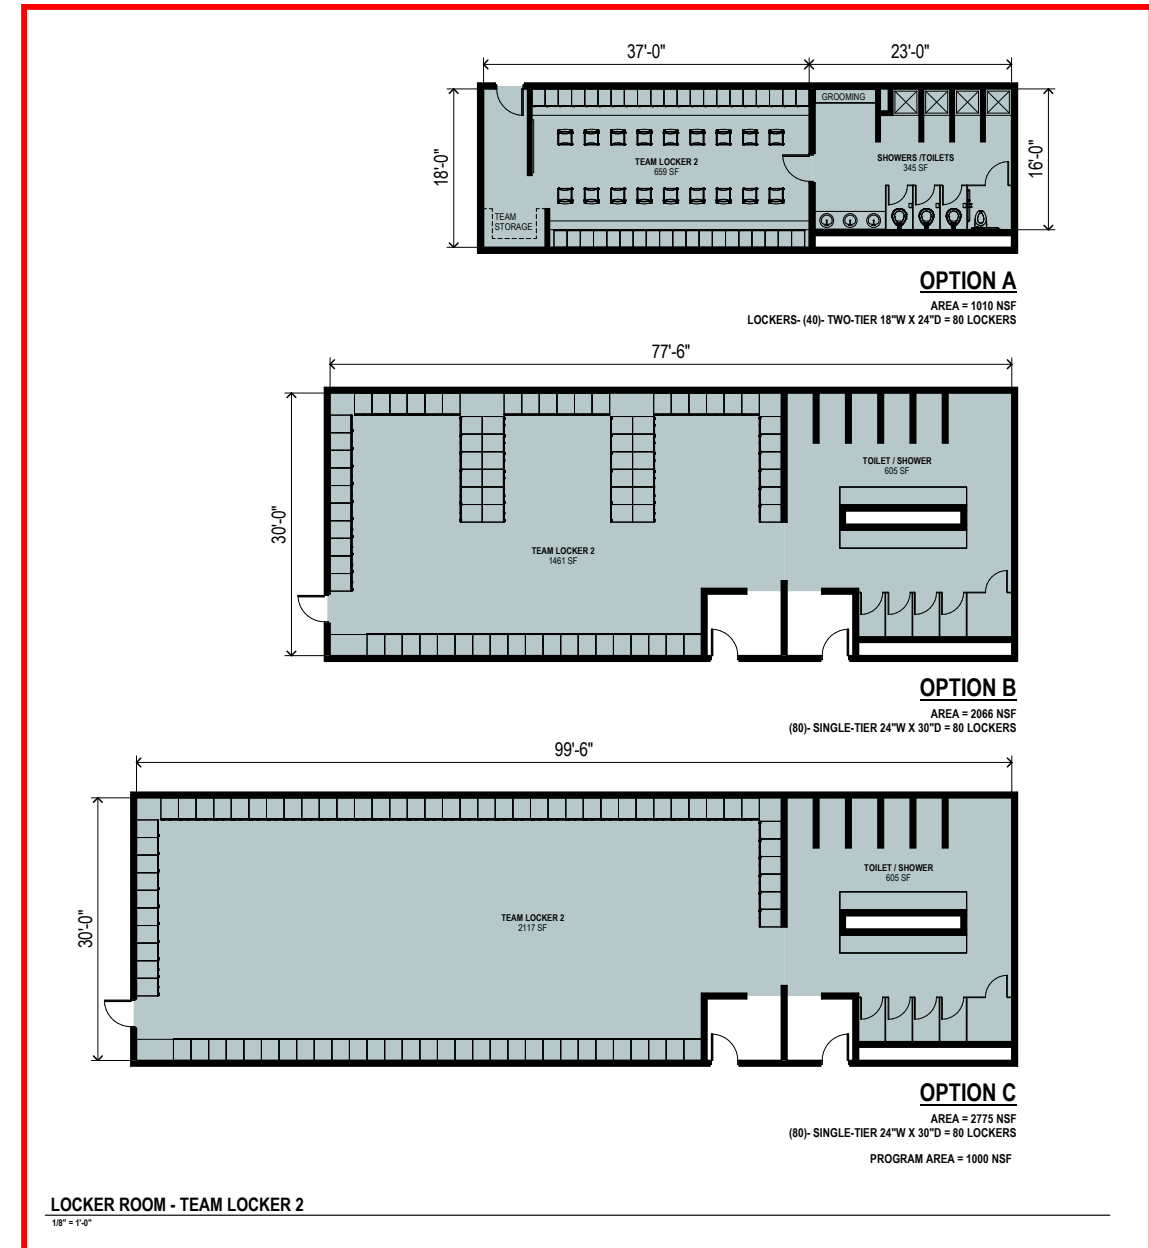 37'-0"
23'-0"
18'-0"
16'-0"
GROOMING
TEAM LOCKER 2
659 SF
SHOWERS /TOILETS
345 SF
TEAM
STORAGE
OPTION A
AREA = 1010 NSF
LOCKERS- (40)- TWO-TIER 18"W X 24"D = 80 LOCKERS
77'-6"
30'-0"
TOILET / SHOWER
605 SF
TEAM LOCKER 2
1461 SF
OPTION B
AREA = 2066 NSF
(80)- SINGLE-TIER 24"W X 30"D = 80 LOCKERS
99'-6"
30'-0"
TOILET / SHOWER
605 SF
TEAM LOCKER 2
2117 SF
OPTION C
AREA = 2775 NSF
(80)- SINGLE-TIER 24"W X 30"D = 80 LOCKERS
PROGRAM AREA = 1000 NSF
LOCKER ROOM - TEAM LOCKER 2
1/8" = 1'-0"